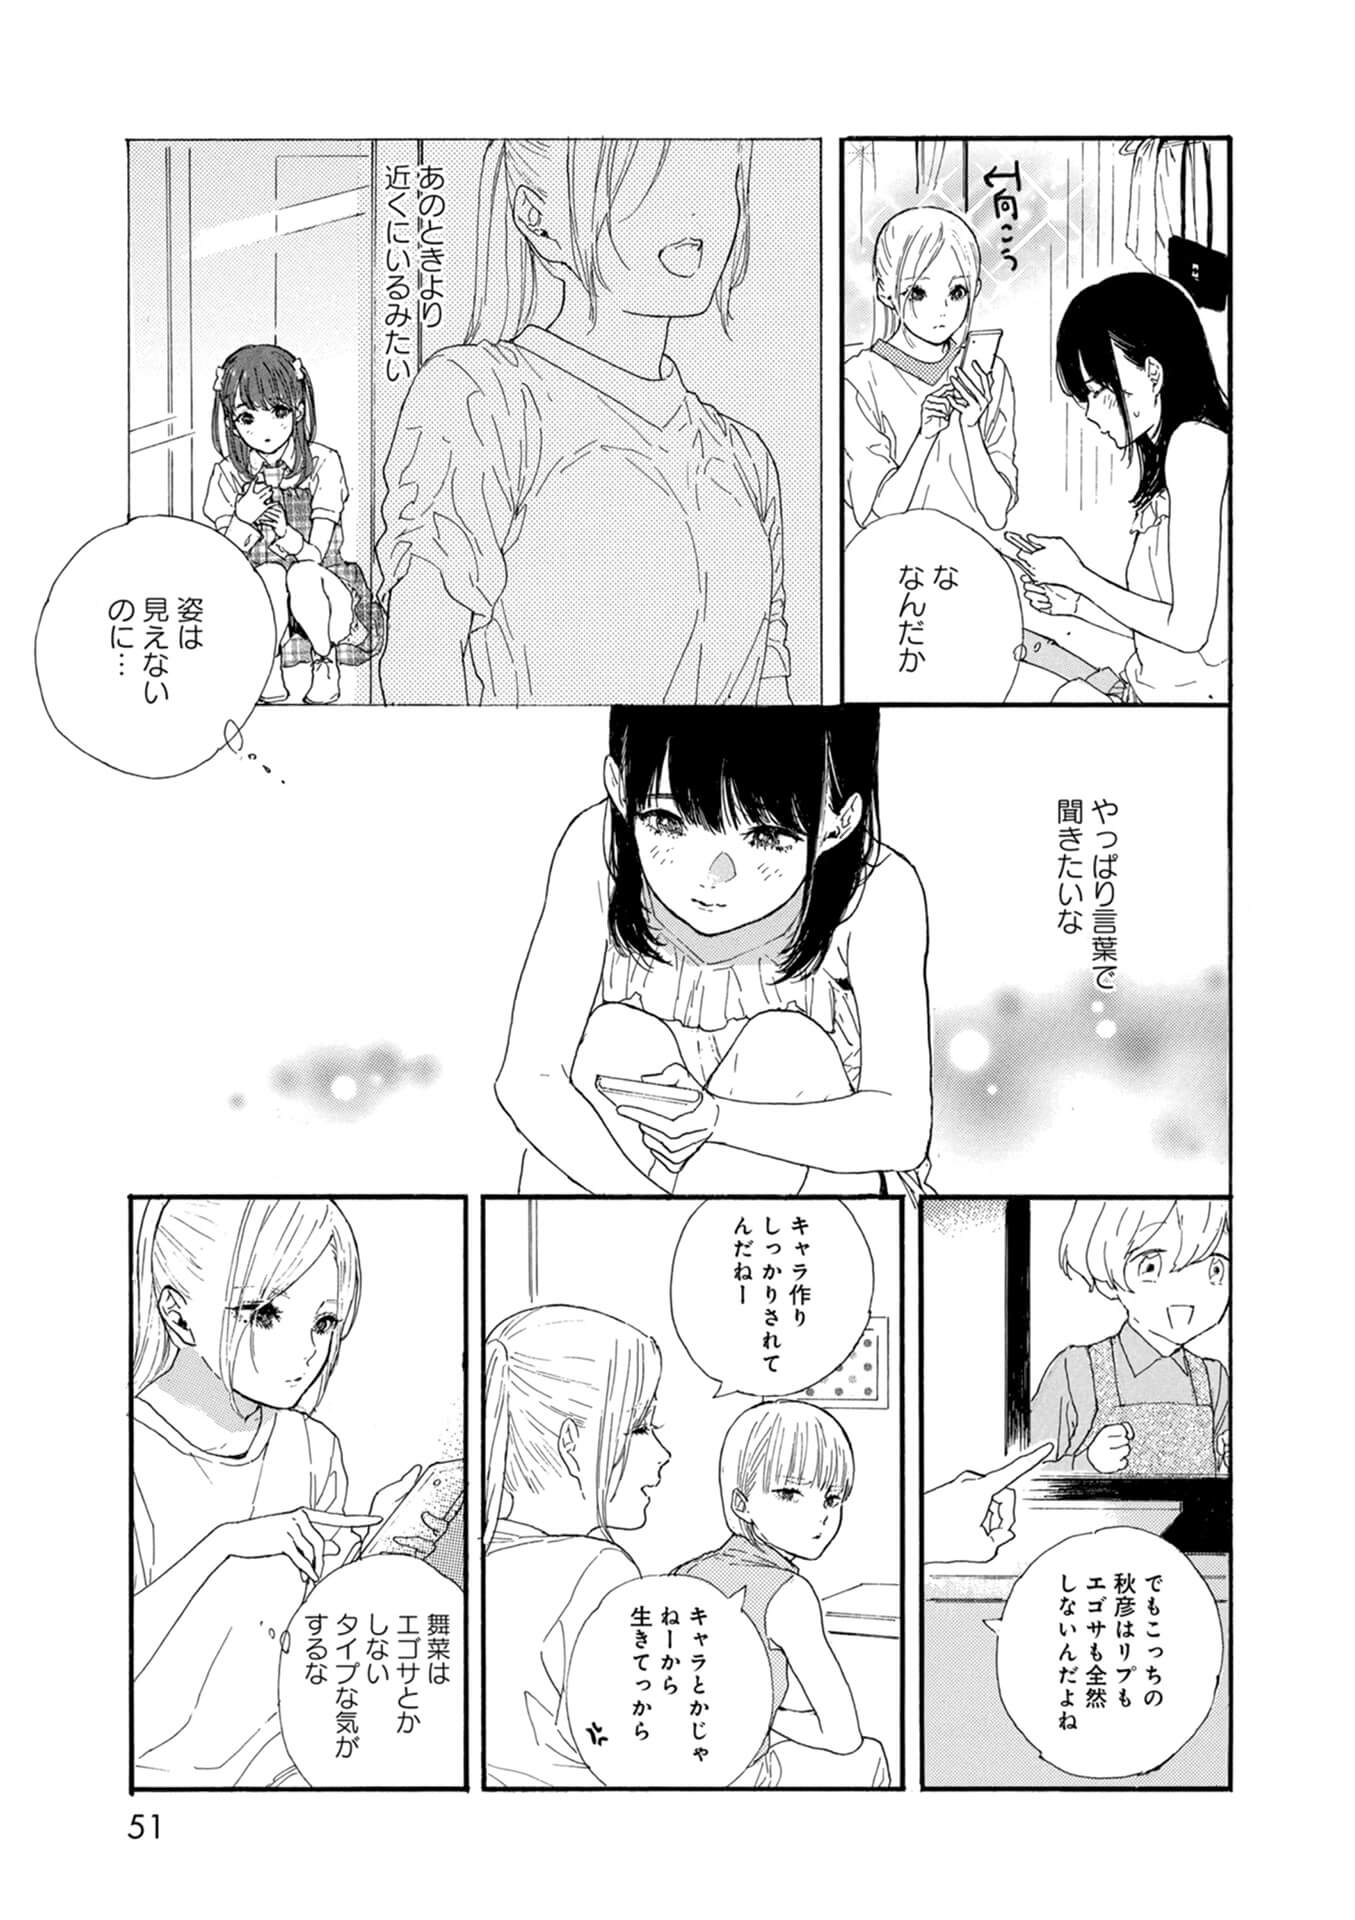 ←向こう
な
なんだか
あのときより
近くにいるみたい
姿は
見えない
のに…
やっぱり言葉で
聞きたいな
でもこっちの
秋彦はリプも
エゴサも全然
しないんだよね
キャラ作り
しっかりされて
んだねー
キャラとかじゃ
ねーから
生きてっから
舞菜は
エゴサとか
しない
タイプな気が
するな
51